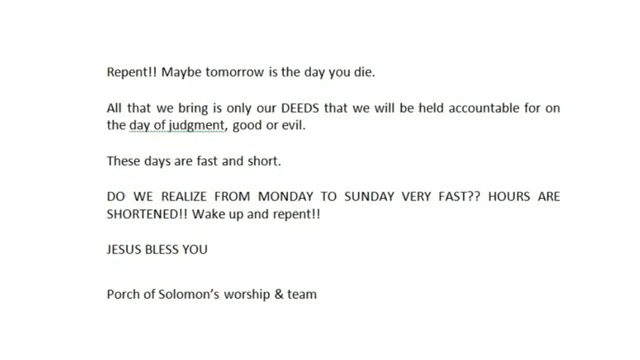 Repent!! Maybe tomorrow is the day you die.
All that we bring is only our DEEDS that we will be held accountable for on
the day of judgment, good or evil.
These days are fast and short.
DO WE REALIZE FROM MONDAY TO SUNDAY VERY FAST?? HOURS ARE
SHORTENED!! Wake up and repent!!
JESUS BLESS YOU
Porch of Solomon’s worship & team